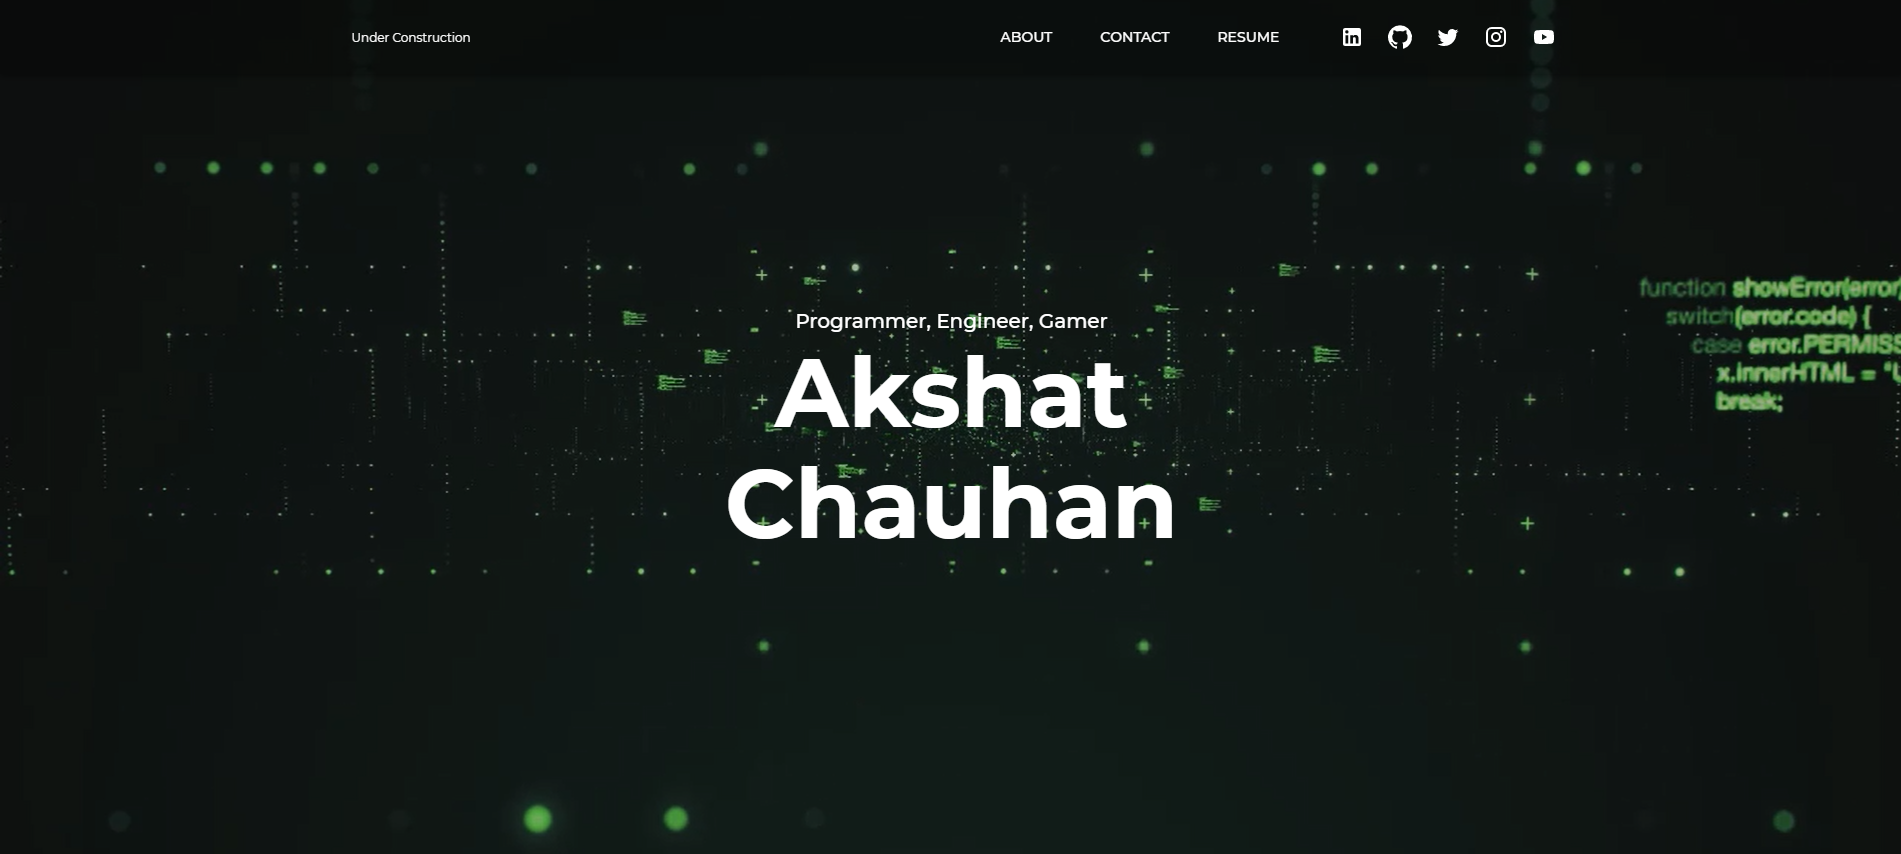 Under Construction
ABOUT
CONTACT
RESUME
Programmer, Engineer, Gamer
Akshat
Chauhan
function showError(error)
switch(error.code) {
case error.PERMISS
x.innerHTML = "U
break;